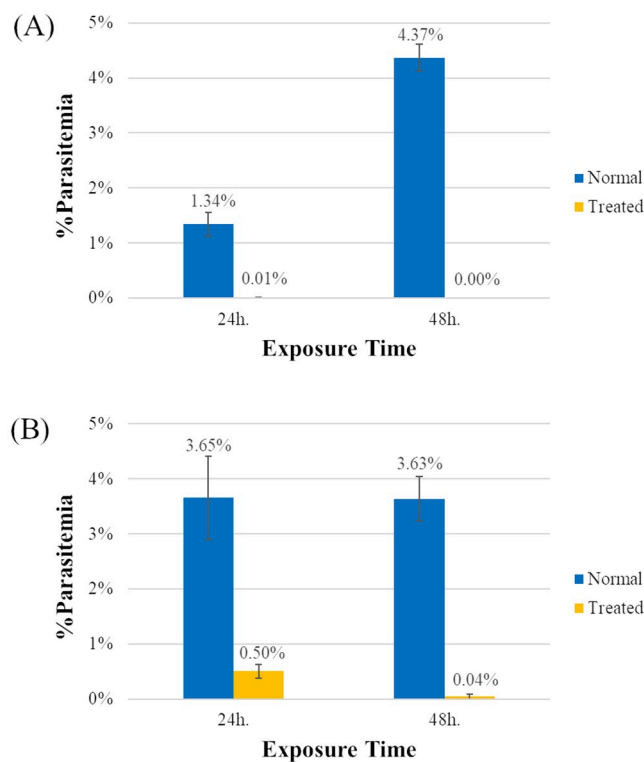 (A)
5%
4%
3%
2%
1%
0%
%Parasitemia
1.34%
0.01%
4.37%
0.00%
24h.
48h.
Exposure Time
Normal
Treated
(B)
5%
4%
3%
2%
1%
0%
%Parasitemia
3.65%
0.50%
3.63%
0.04%
24h.
48h.
Exposure Time
Normal
Treated